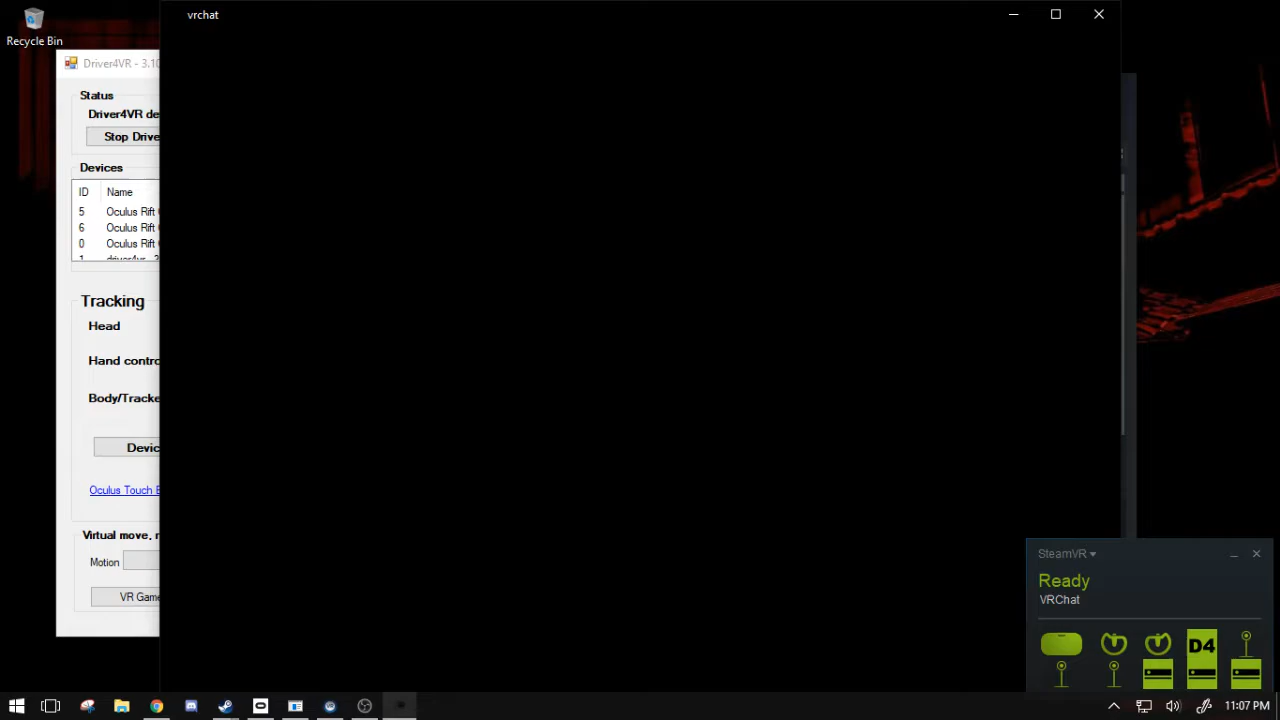 Recycle Bin
vrchat
Driver4VR - 3.10
Status
Driver4VR de
Stop Drive
Devices
ID Name
5 Oculus Rift
6 Oculus Rift
0 Oculus Rift
1 driver4vr
Tracking
Head
Hand contro
Body/Tracke
Devic
Oculus Touch E
Virtual move, r
Motion
VR Game
SteamVR
Ready
VRChat
D4
11:07 PM